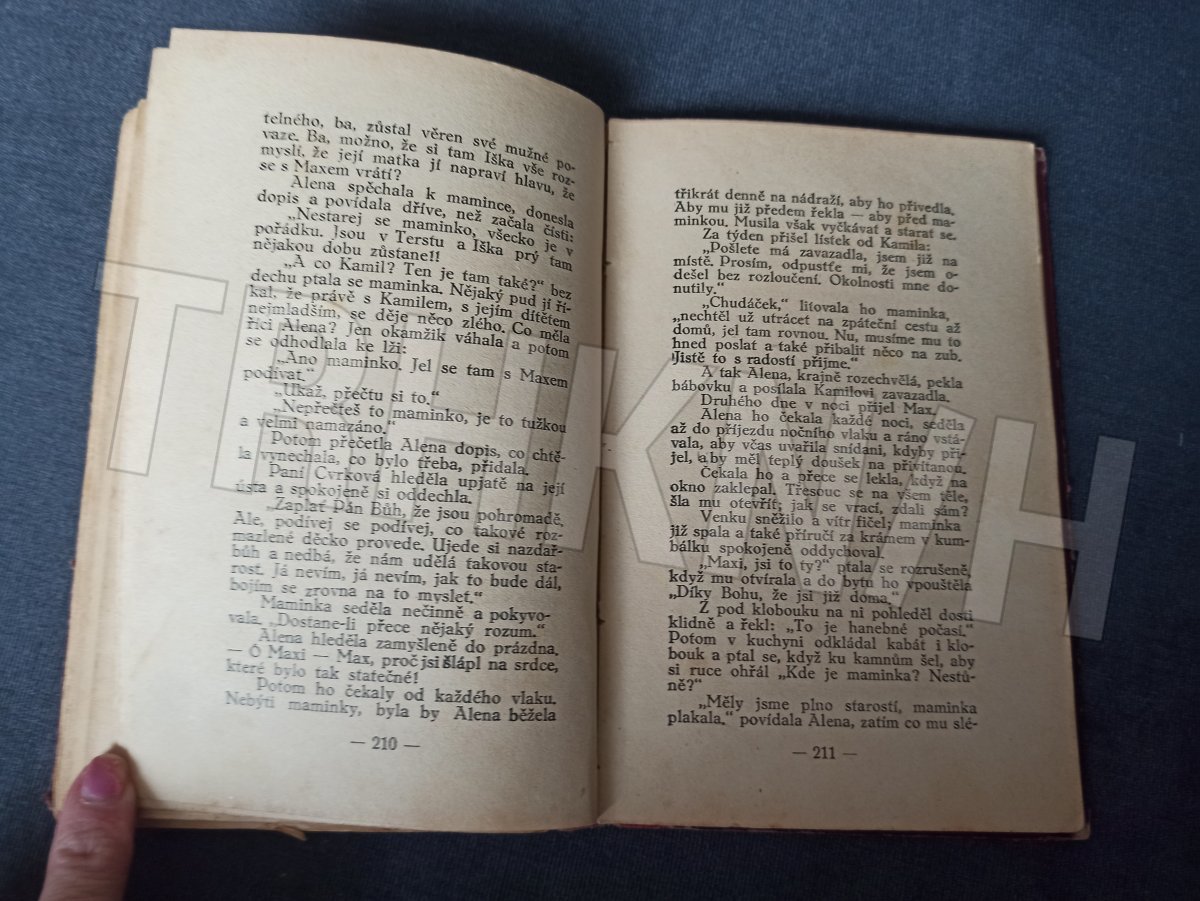 telného, ba, zůstal věren své mužné po-
vaze. Ba, možno, že si tam Iška vše roz-
myslí, že její matka jí napraví hlavu, že
se s Maxem vrátí?
Alena spěchala k mamince, donesla
dopis a povídala dříve, než začala čísti:
„Nestarej se maminko, všecko je v
pořádku. Jsou v Terstu a Iška prý tam
nějakou dobu zůstane!!
„A co Kamil? Ten je tam také?“ bez
dechu ptala se maminka. Nějaký pud jí ří-
kal, že právě s Kamilem, s jejím dítětem
nejmladším, se děje něco zlého. Co měla
říci Alena? Jen okamžik váhala a potom
se odhodlala ke lži:
„Ano maminko. Jel se tam s Maxem
podívat.“
„Ukaž, přečtu si to.“
„Nepřečteš to maminko, je to tužkou
a velmi namazáno.“
Potom přečetla Alena dopis, co chtě-
la vynechala, co bylo třeba, přidala.
Paní Cvrková hleděla upjatě na její
ústa a spokojeně si oddechla.
„Zaplať Pán Bůh, že jsou pohromadě.
Ale, podívej se podívej, co takové roz-
mazlené děcko provede. Ujede si nazdař-
bůh a nedbá, že nám udělá takovou sta-
rost. Já nevím, já nevím, jak to bude dál,
bojím se zrovna na to myslet.“
Maminka seděla nečinně a pokyvo-
vala. „Dostane-li přece nějaký rozum.“
Alena hleděla zamyšleně do prázdna.
— Ó Maxi — Max, proč jsi šlápl na srdce,
které bylo tak statečné!
Potom ho čekaly od každého vlaku.
Nebýti maminky, byla by Alena běžela
— 210 —
třikrát denně na nádraží, aby ho přivedla.
Aby mu již předem řekla — aby před ma-
minkou. Musila však vyčkávat a starat se.
Za týden přišel lístek od Kamila:
„Pošlete má zavazadla, jsem již na
místě. Prosím, odpusťte mi, že jsem o-
dešel bez rozloučení. Okolnosti mne do-
nutily.“
„Chudáček,“ litovala ho maminka,
„nechtěl už utrácet na zpáteční cestu až
domů, jel tam rovnou. Nu, musíme mu to
hned poslat a také přibalit něco na zub.
Jistě to s radostí přijme.“
A tak Alena, krajně rozechvělá, pekla
bábovku a posílala Kamilovi zavazadla.
Druhého dne v noci přijel Max.
Alena ho čekala každé noci, seděla
až do příjezdu nočního vlaku a ráno vstá-
vala, aby včas uvařila snídani, kdyby při-
jel, aby měl teplý doušek na přivítanou.
Čekala ho a přece se lekla, když na
okno zaklepal. Třesouc se na všem těle,
šla mu otevřít; jak se vrací, zdali sám?
Venku sněžilo a vítr fičel; maminka
již spala a také příručí za krámem v kum-
bálku spokojeně oddychoval.
„Maxi, jsi to ty?“ ptala se rozrušeně,
když mu otvírala a do bytu ho vpouštěla
„Díky Bohu, že jsi již doma.“
Z pod klobouku na ni pohleděl dosti
klidně a řekl: „To je hanebné počasí.“
Potom v kuchyni odkládal kabát i klo-
bouk a ptal se, když ku kamnům šel, aby
si ruce ohřál „Kde je maminka? Nestů-
ně?“
„Měly jsme plno starostí, maminka
plakala.“ povídala Alena, zatím co mu slé-
— 211 —